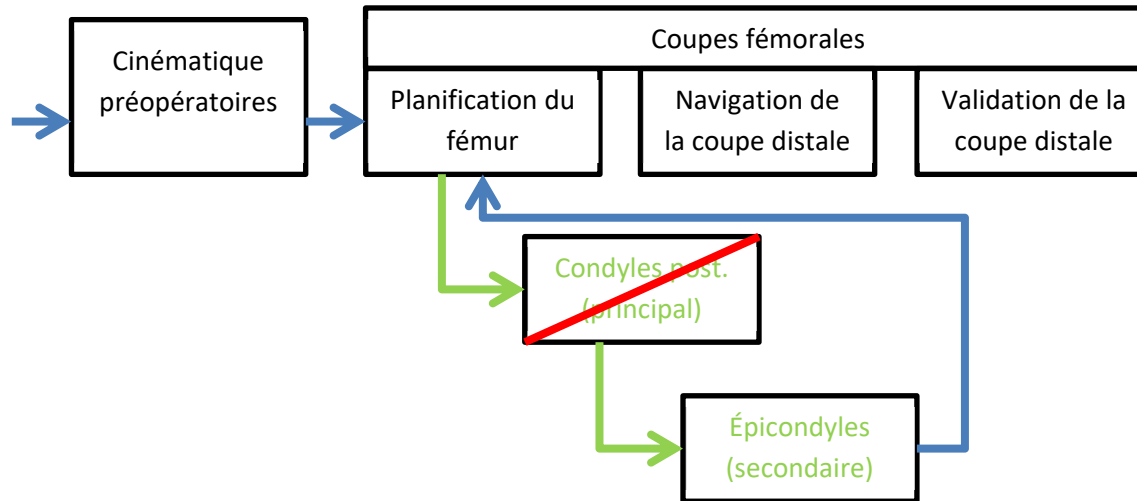 Cinématique
préopératoires
Coupes fémorales
Planification du
fémur
Navigation de
la coupe distale
Validation de la
coupe distale
Condyles post.
(principal)
Épicondyles
(secondaire)